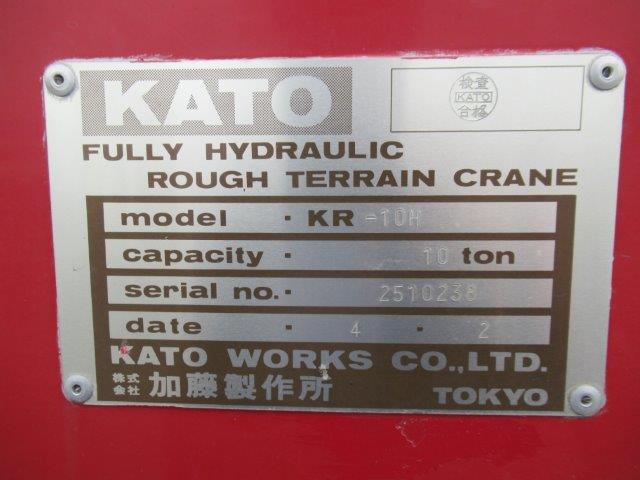 KATO
検査
KATO
合格
FULLY HYDRAULIC
ROUGH TERRAIN CRANE
model · KR -10H
capacity · 10 ton
serial no. · 2510238
date · 4 · 2
KATO WORKS CO.,LTD.
株式会社 加藤製作所 TOKYO